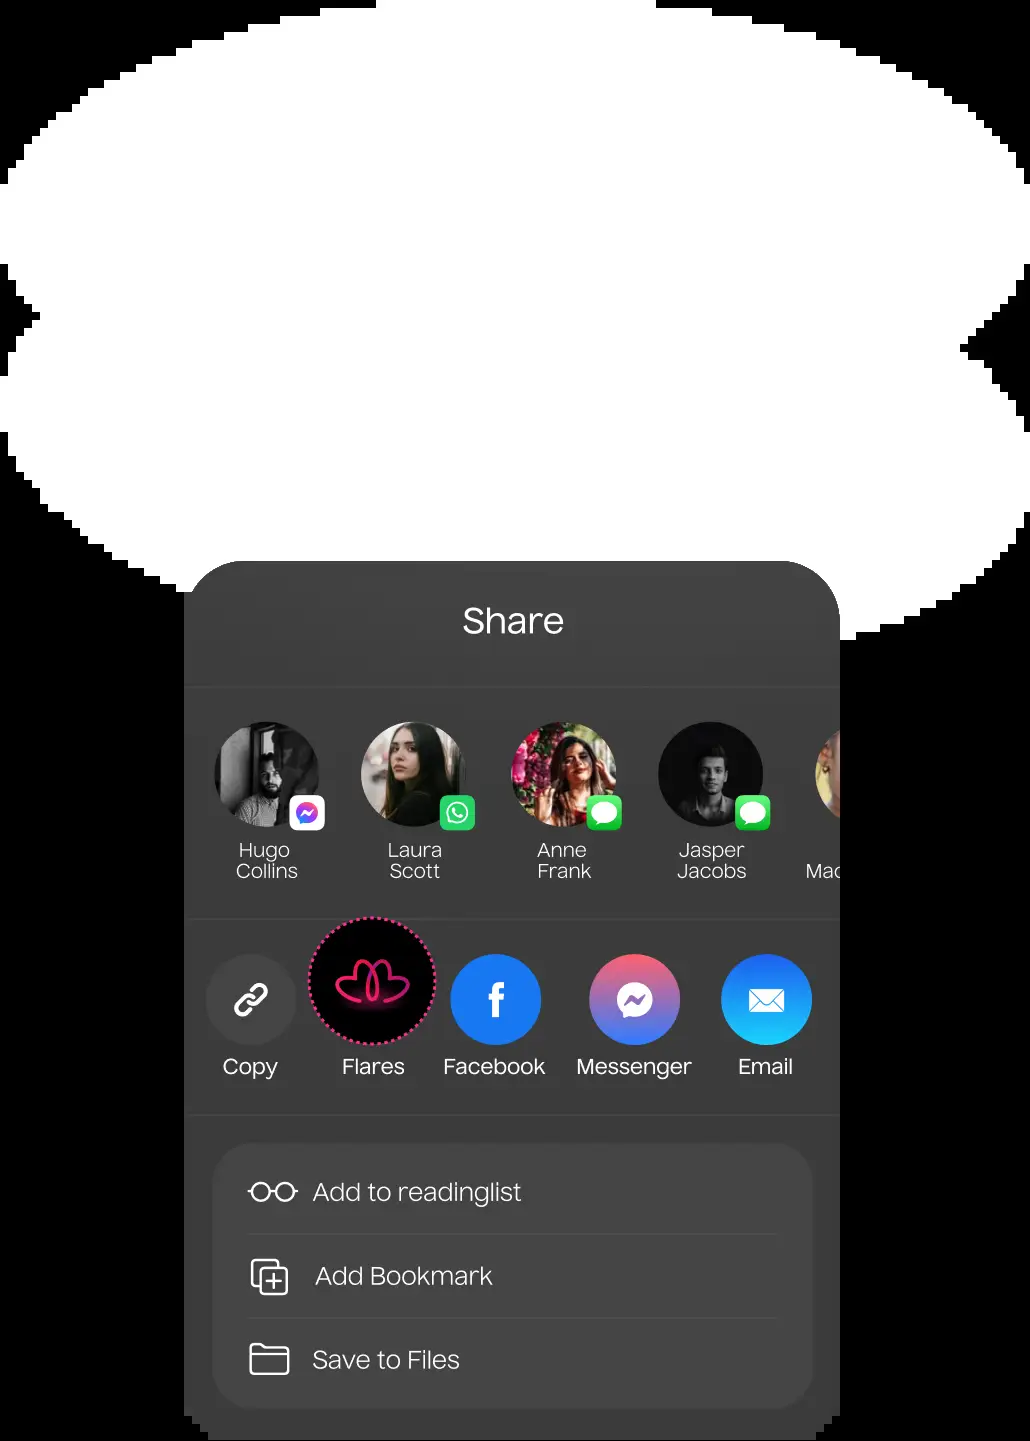 Share
Hugo
Collins
Laura
Scott
Anne
Frank
Jasper
Jacobs
Copy
Flares
Facebook
Messenger
Email
Add to readinglist
Add Bookmark
Save to Files